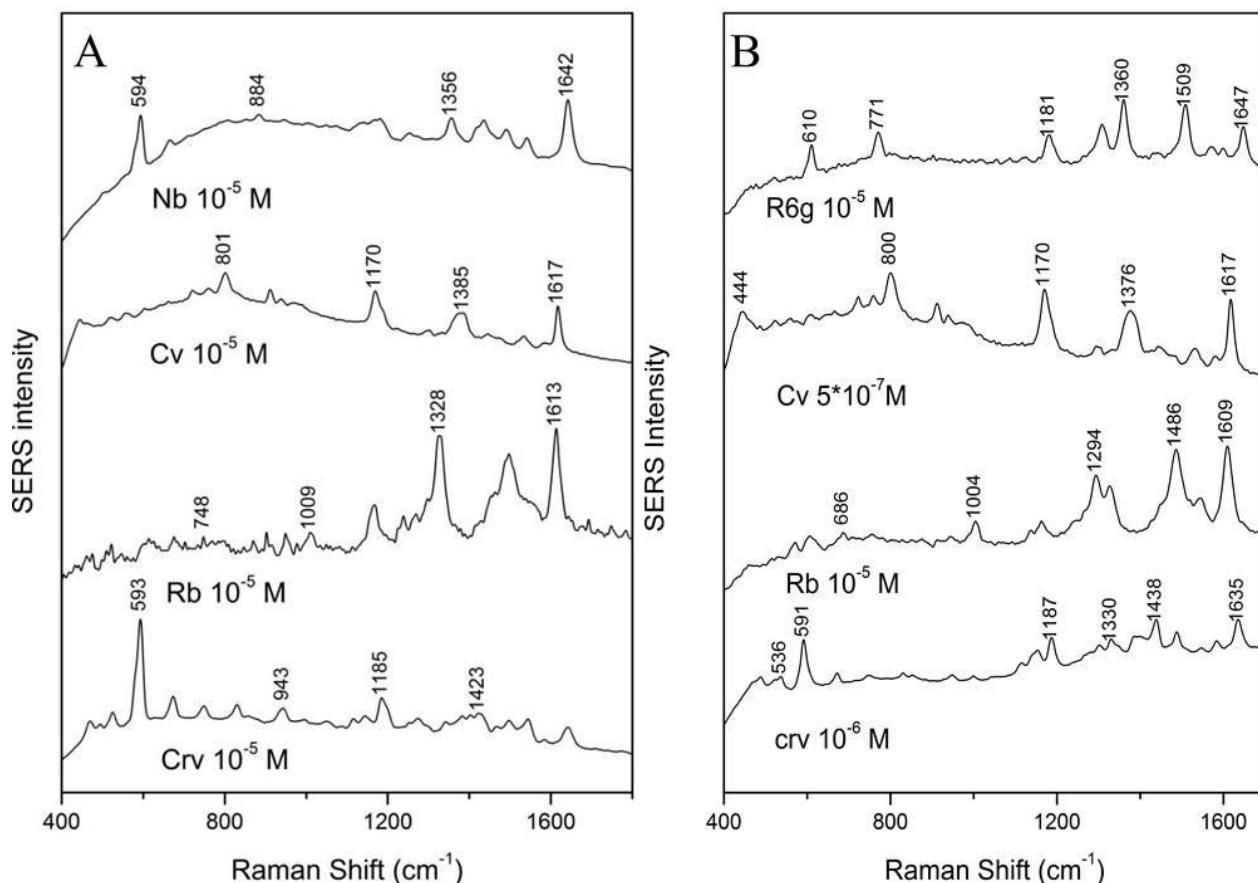 A
594
884
1356
1642
Nb 10-5 M
801
1170
1385
1617
Cv 10-5 M
748
1009
1328
1613
Rb 10-5 M
593
943
1185
1423
Crv 10-5 M
SERS intensity
400 800 1200 1600
Raman Shift (cm-1)
B
610
771
1181
1360
1509
1647
R6g 10-5 M
444
800
1170
1376
1617
Cv 5*10-7M
686
1004
1294
1486
1609
Rb 10-5 M
536
591
1187
1330
1438
1635
crv 10-6 M
SERS Intensity
400 800 1200 1600
Raman Shift (cm-1)